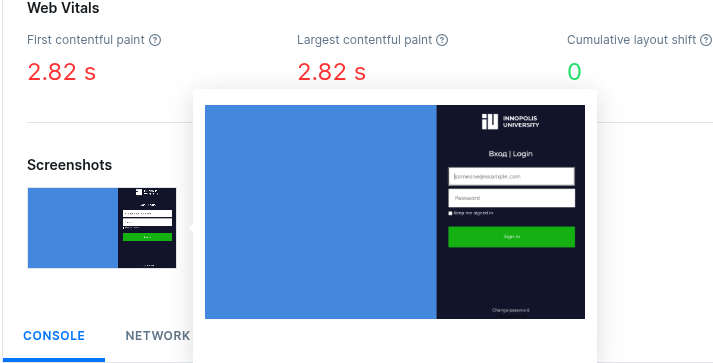 Web Vitals
First contentful paint
Largest contentful paint
Cumulative layout shift
2.82 s
2.82 s
0
INNOPOLIS
UNIVERSITY
Вход | Login
someone@example.com
Password
Keep me signed in
Sign in
Change password
Screenshots
CONSOLE
NETWORK